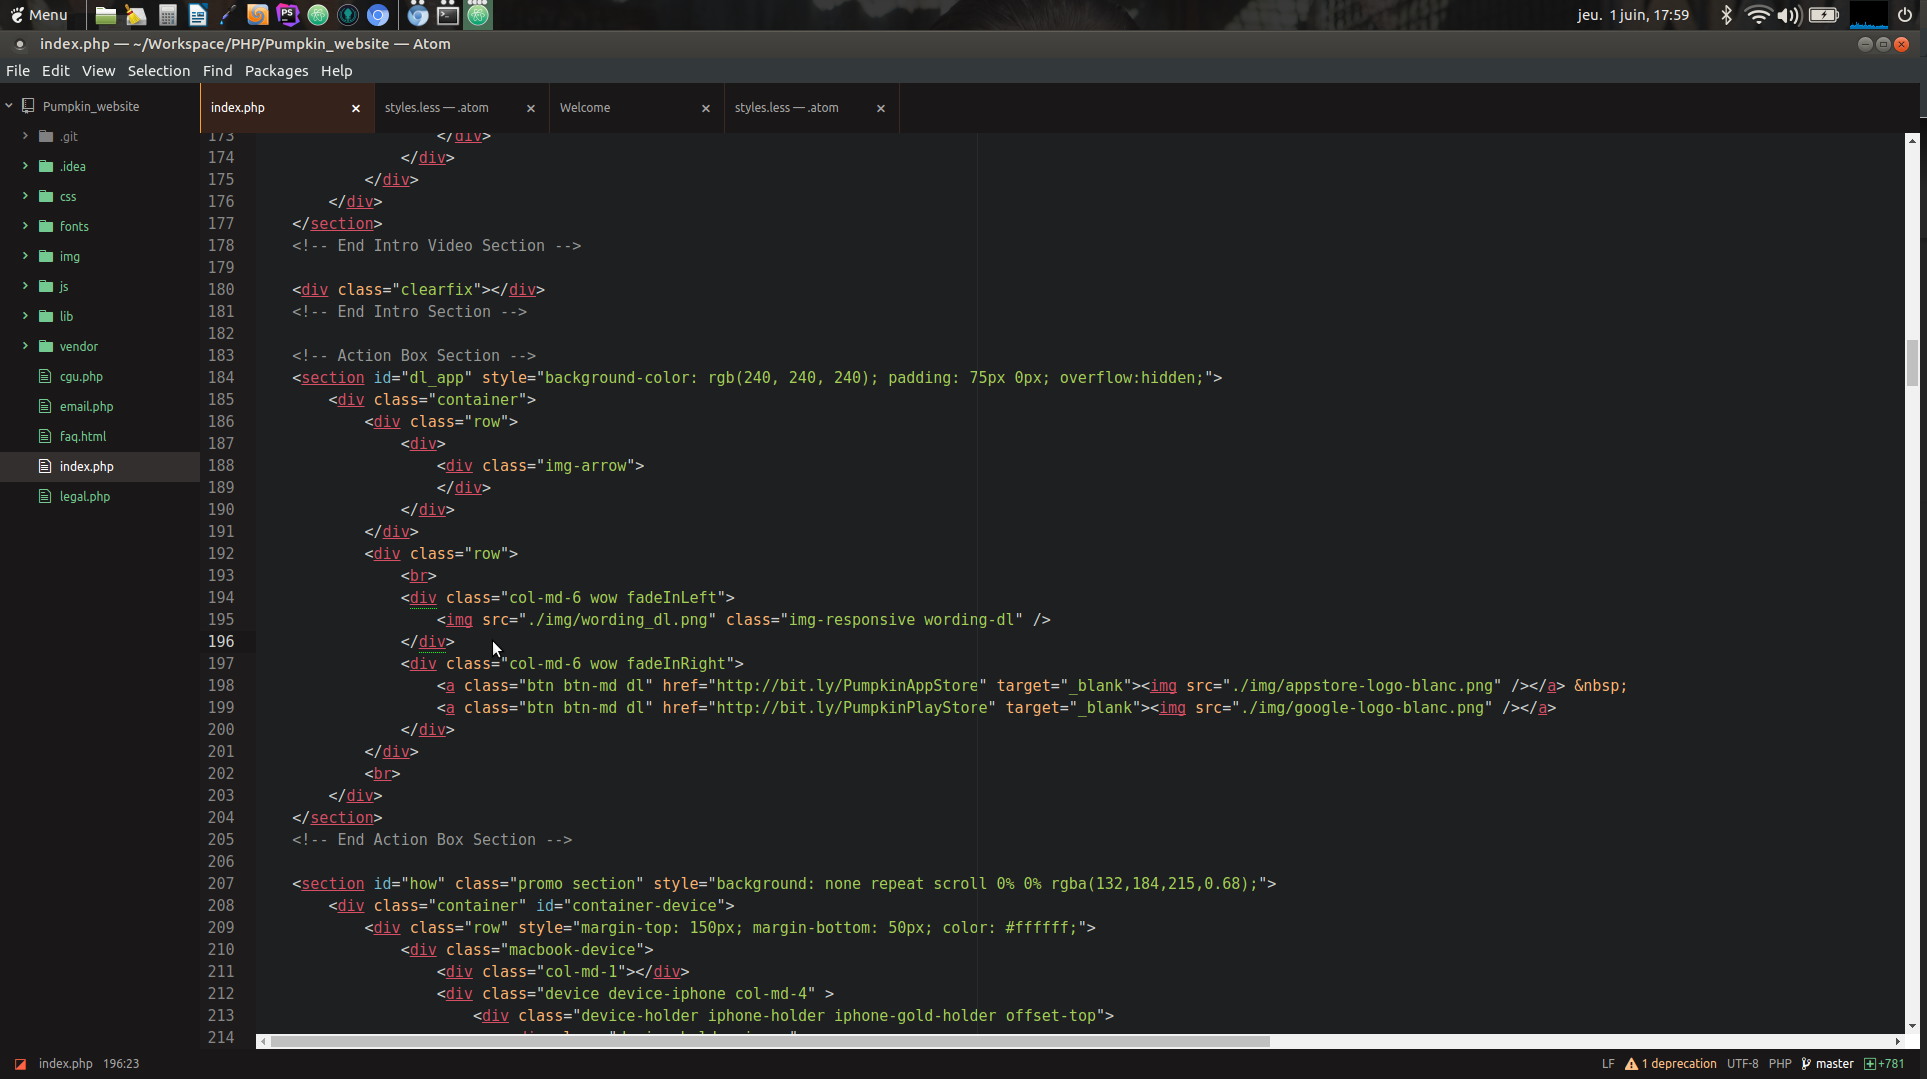 Menu
jeu. 1 juin, 17:59
index.php — ~/Workspace/PHP/Pumpkin_website — Atom
File Edit View Selection Find Packages Help
Pumpkin_website
.git
.idea
css
fonts
img
js
lib
vendor
cgu.php
email.php
faq.html
index.php
legal.php
index.php × styles.less — .atom × Welcome × styles.less — .atom ×
173 </div>
174 </div>
175 </div>
176 </div>
177 </section>
178 <!-- End Intro Video Section -->
179
180 <div class="clearfix"></div>
181 <!-- End Intro Section -->
182
183 <!-- Action Box Section -->
184 <section id="dl_app" style="background-color: rgb(240, 240, 240); padding: 75px 0px; overflow:hidden;">
185 <div class="container">
186 <div class="row">
187 <div>
188 <div class="img-arrow">
189 </div>
190 </div>
191 </div>
192 <div class="row">
193 <br>
194 <div class="col-md-6 wow fadeInLeft">
195 <img src="./img/wording_dl.png" class="img-responsive wording-dl" />
196 </div>
197 <div class="col-md-6 wow fadeInRight">
198 <a class="btn btn-md dl" href="http://bit.ly/PumpkinAppStore" target="_blank"><img src="./img/appstore-logo-blanc.png" /></a> &nbsp;
199 <a class="btn btn-md dl" href="http://bit.ly/PumpkinPlayStore" target="_blank"><img src="./img/google-logo-blanc.png" /></a>
200 </div>
201 </div>
202 <br>
203 </div>
204 </section>
205 <!-- End Action Box Section -->
206
207 <section id="how" class="promo section" style="background: none repeat scroll 0% 0% rgba(132,184,215,0.68);">
208 <div class="container" id="container-device">
209 <div class="row" style="margin-top: 150px; margin-bottom: 50px; color: #ffffff;">
210 <div class="macbook-device">
211 <div class="col-md-1"></div>
212 <div class="device device-iphone col-md-4" >
213 <div class="device-holder iphone-holder iphone-gold-holder offset-top">
214
index.php 196:23
LF 1 deprecation UTF-8 PHP master +781